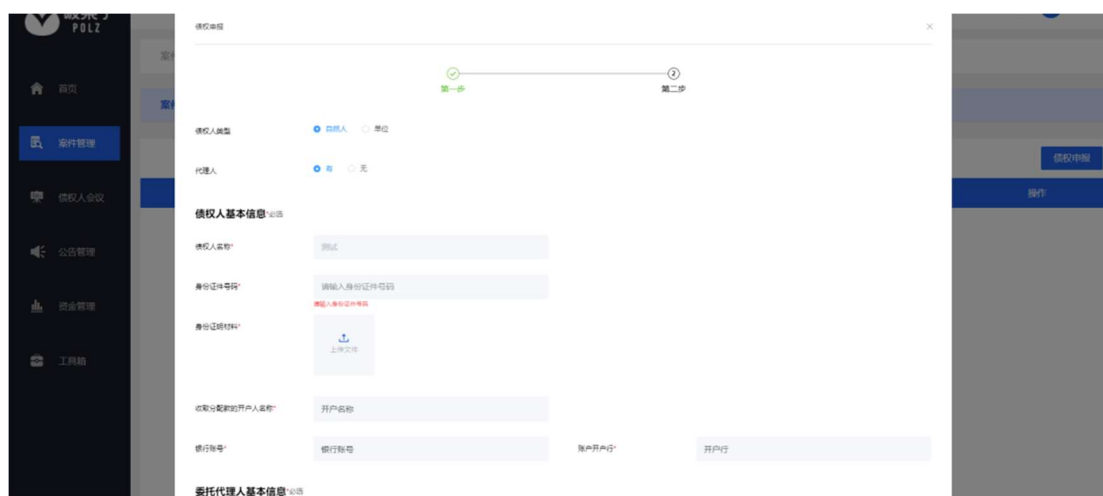 POLZ
债权申报
第一步
2
第二步
首页
案件管理
债权人会议
公告管理
资金管理
工具箱
债权人类型 自然人 单位
代理人 有 无
债权申报
操作
债权人基本信息*必填
债权人名称* 测试
身份证件号码* 请输入身份证件号码
请输入身份证件号码
身份证明材料*
上传文件
收取分配款的开户人名称* 开户名称
银行账号* 银行账号 账户开户行* 开户行
委托代理人基本信息*必填